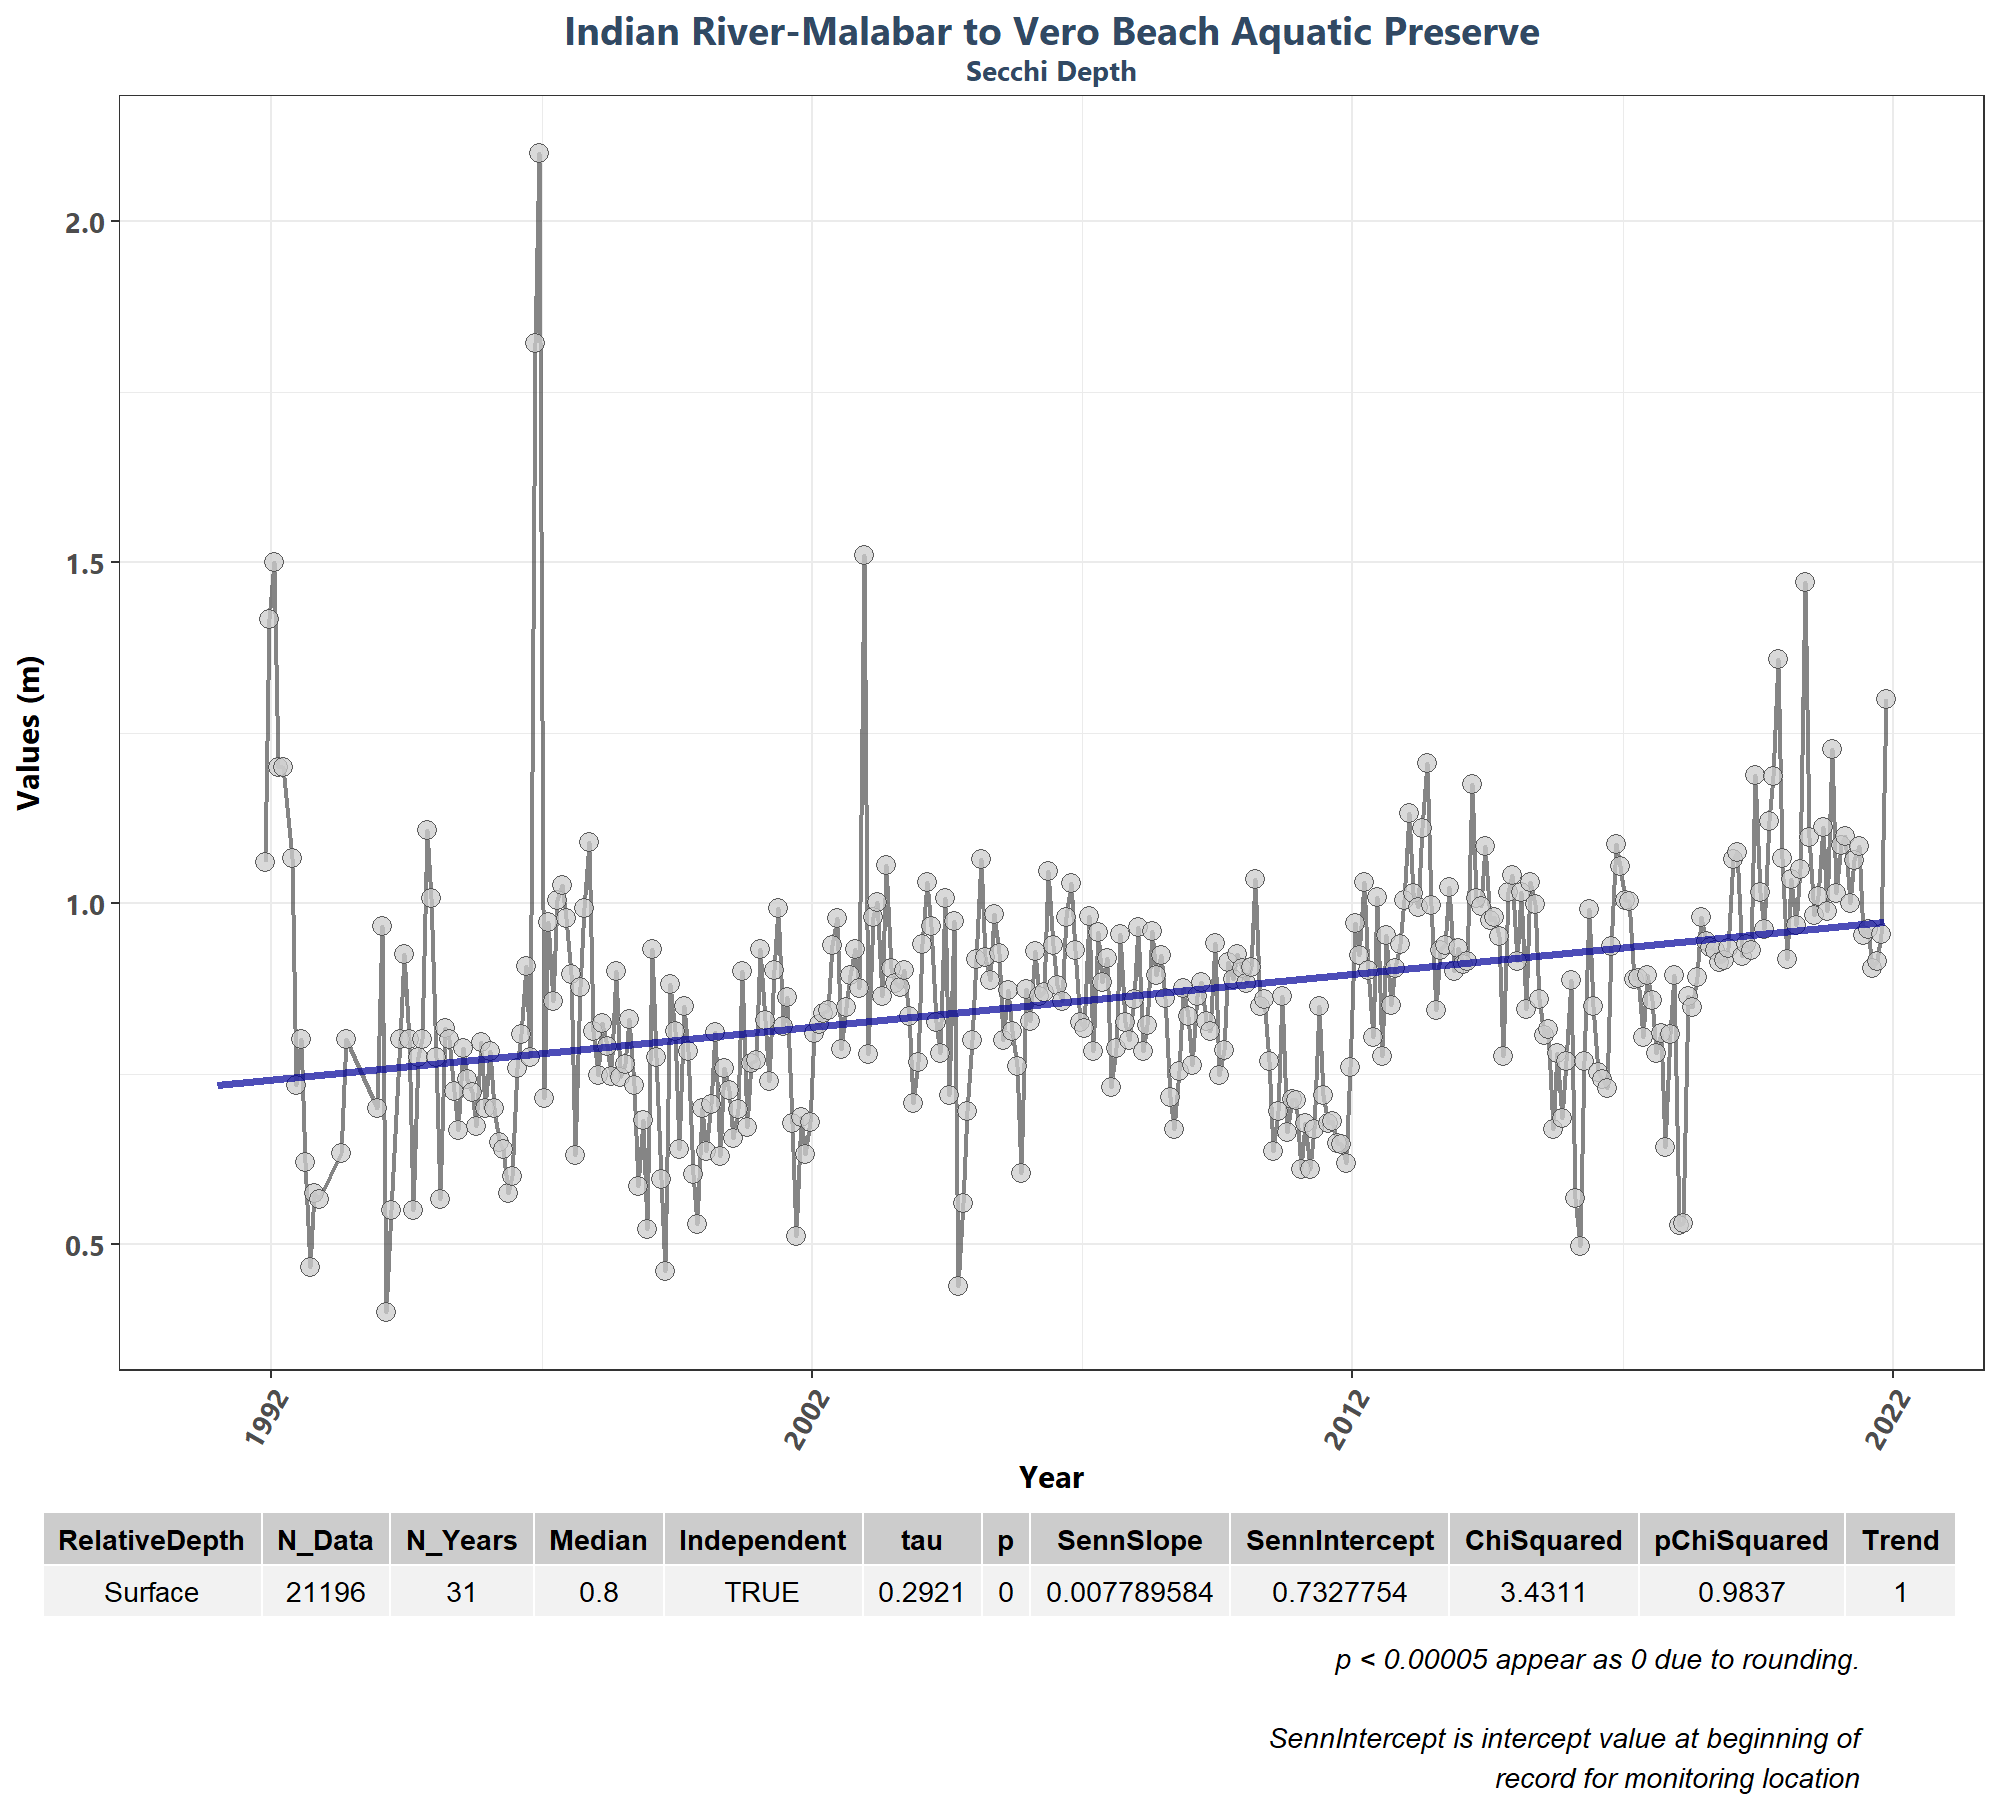 Indian River-Malabar to Vero Beach Aquatic Preserve
Secchi Depth
Values (m)
2.0
1.5
1.0
0.5
1992
2002
2012
2022
Year
RelativeDepth N_Data N_Years Median Independent tau p SennSlope SennIntercept ChiSquared pChiSquared Trend
Surface 21196 31 0.8 TRUE 0.2921 0 0.007789584 0.7327754 3.4311 0.9837 1
p < 0.00005 appear as 0 due to rounding.
SennIntercept is intercept value at beginning of
record for monitoring location